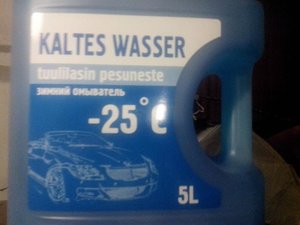 KALTES WASSER
tuulilasin pesuneste
зимний омыватель
-25°C
5L